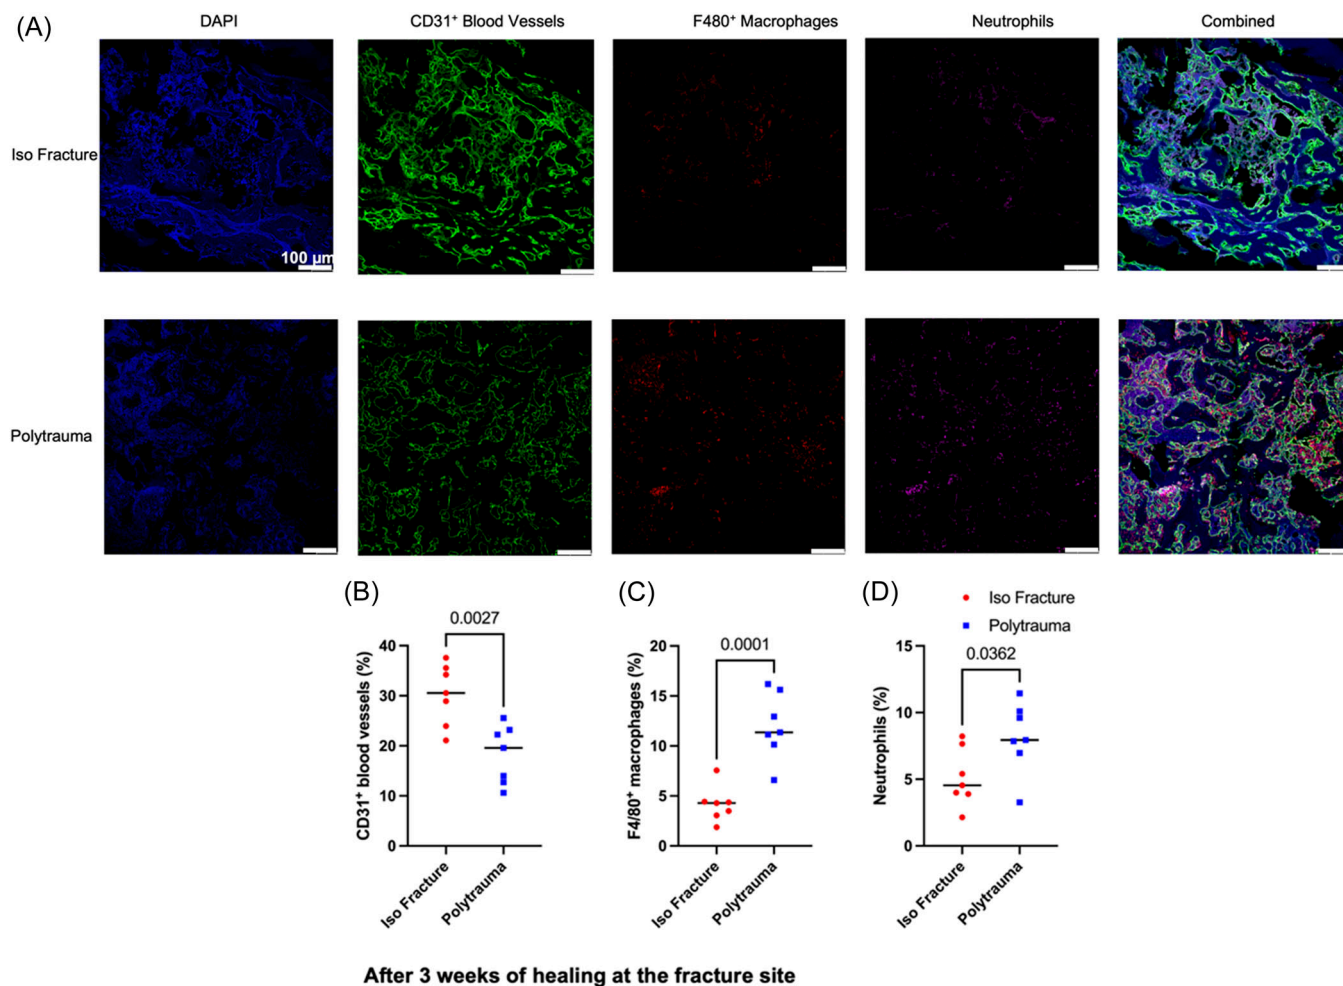 (A)
DAPI
CD31⁺ Blood Vessels
F480⁺ Macrophages
Neutrophils
Combined
Iso Fracture
100 μm
Polytrauma
(B)
0.0027
CD31⁺ blood vessels (%)
40
30
20
10
0
Iso Fracture
Polytrauma
(C)
0.0001
F4/80⁺ macrophages (%)
20
15
10
5
0
Iso Fracture
Polytrauma
(D)
Iso Fracture
Polytrauma
0.0362
Neutrophils (%)
15
10
5
0
Iso Fracture
Polytrauma
After 3 weeks of healing at the fracture site